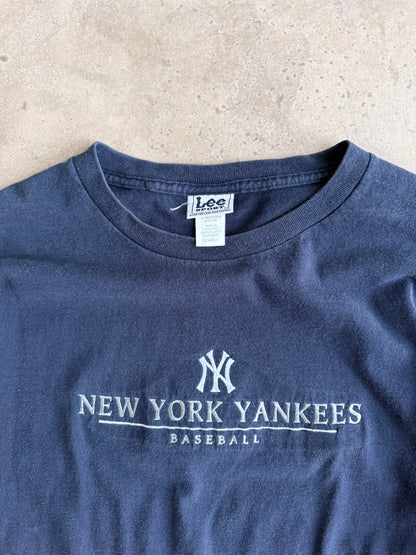 Lee
SPORT
NY
NEW YORK YANKEES
BASEBALL